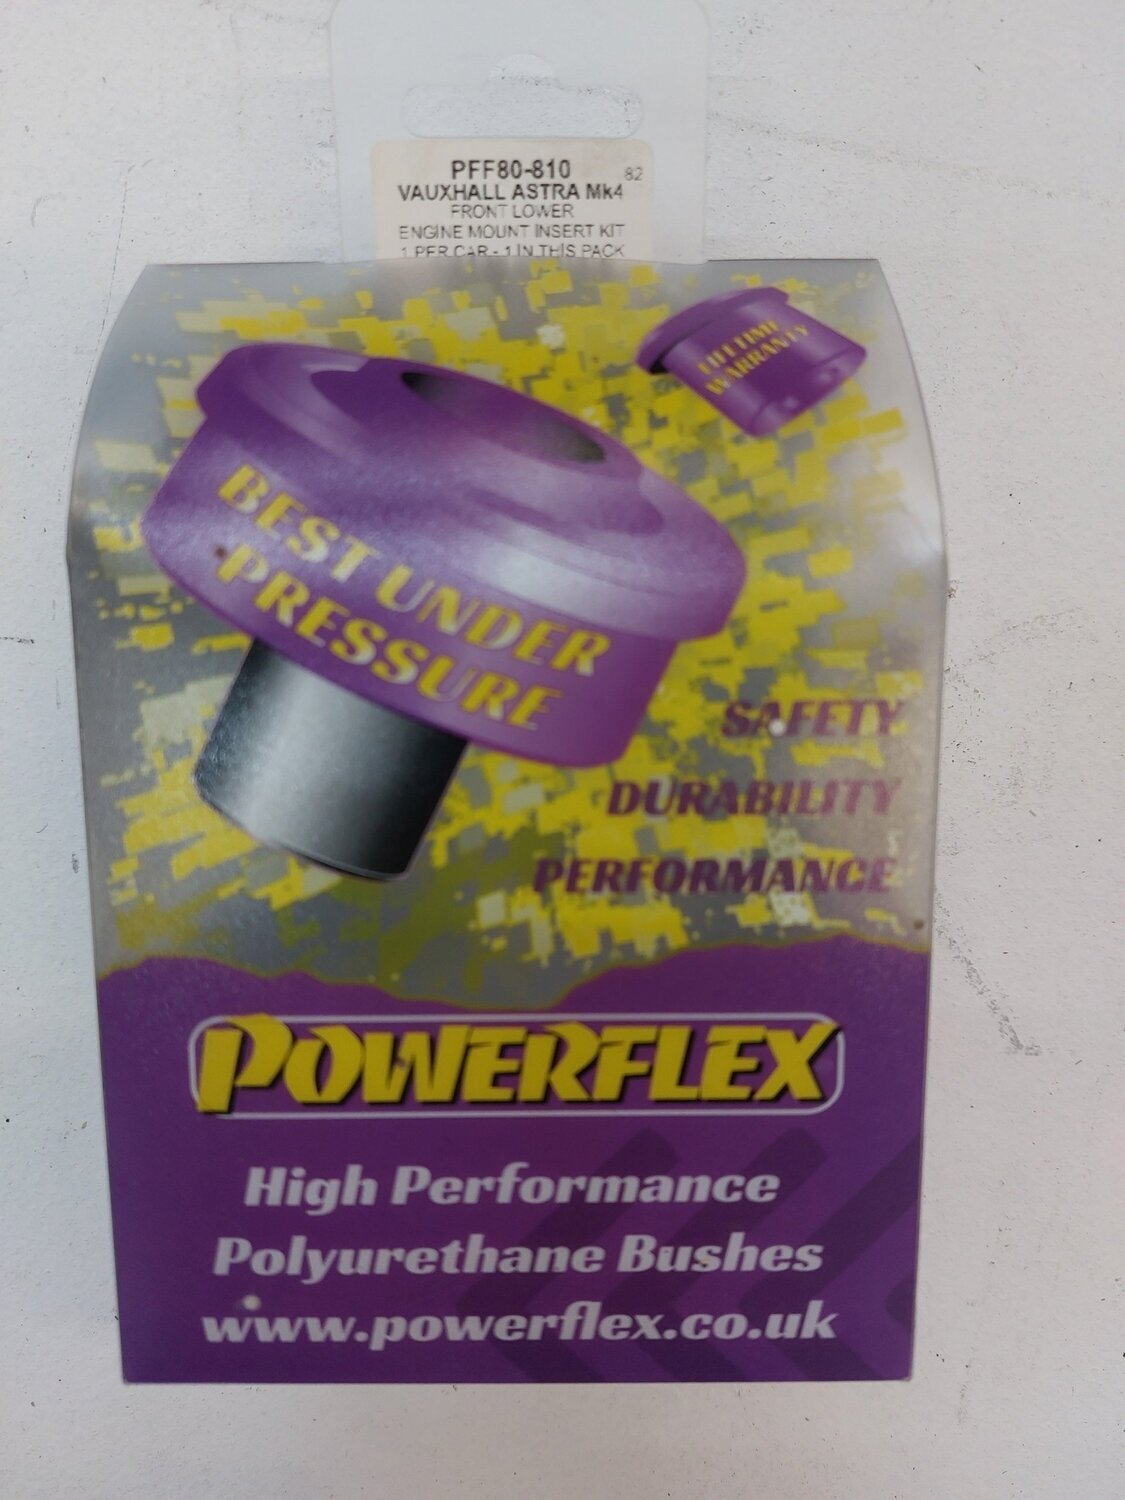 PFF80-810 82
VAUXHALL ASTRA Mk4
FRONT LOWER
ENGINE MOUNT INSERT KIT
1 PER CAR - 1 IN THIS PACK
LIFETIME
WARRANTY
BEST UNDER
PRESSURE
SAFETY
DURABILITY
PERFORMANCE
POWERFLEX
High Performance
Polyurethane Bushes
www.powerflex.co.uk